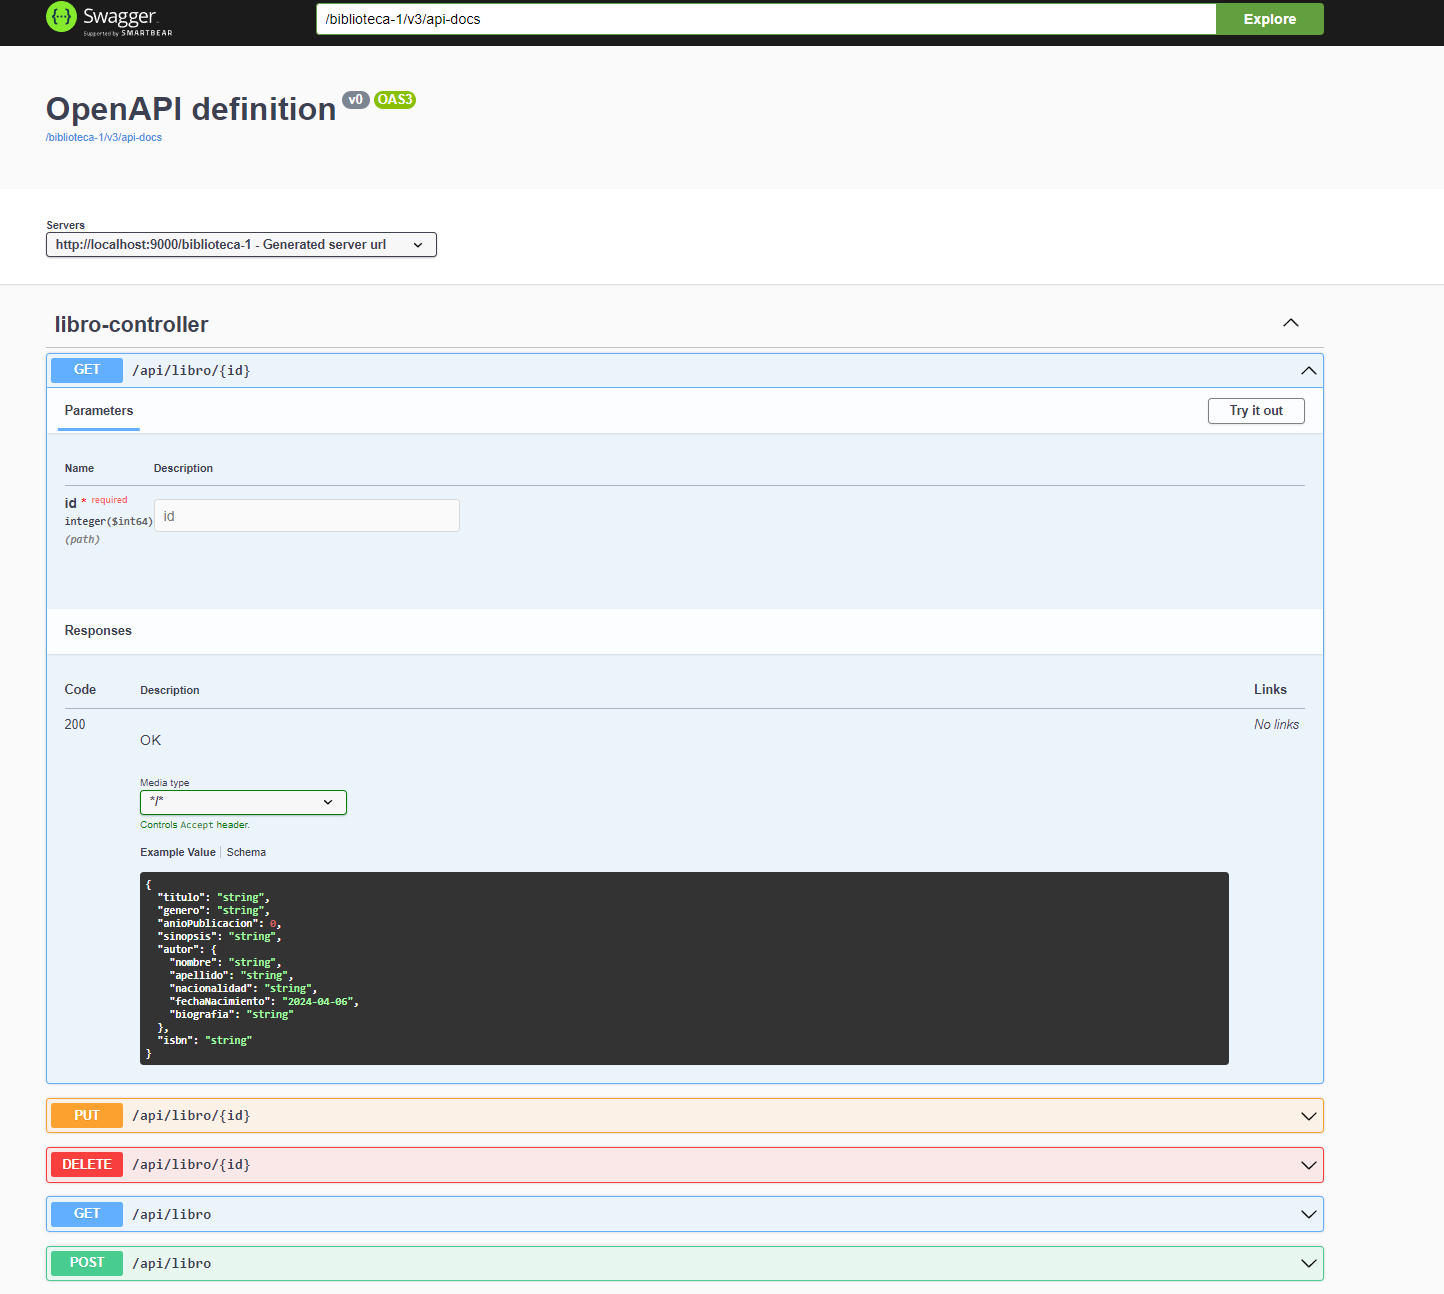 Swagger.
Supported by SMARTBEAR
/biblioteca-1/v3/api-docs
Explore
OpenAPI definition
v0
OAS3
/biblioteca-1/v3/api-docs
Servers
http://localhost:9000/biblioteca-1 - Generated server url
libro-controller
GET
/api/libro/{id}
Parameters
Try it out
Name
Description
id * required
integer($int64)
(path)
id
Responses
Code
Description
Links
200
OK
No links
Media type
*/*
Controls Accept header.
Example Value
Schema
{
"titulo": "string",
"genero": "string",
"anioPublicacion": 0,
"sinopsis": "string",
"autor": {
"nombre": "string",
"apellido": "string",
"nacionalidad": "string",
"fechaNacimiento": "2024-04-06",
"biografia": "string"
},
"isbn": "string"
}
PUT
/api/libro/{id}
DELETE
/api/libro/{id}
GET
/api/libro
POST
/api/libro